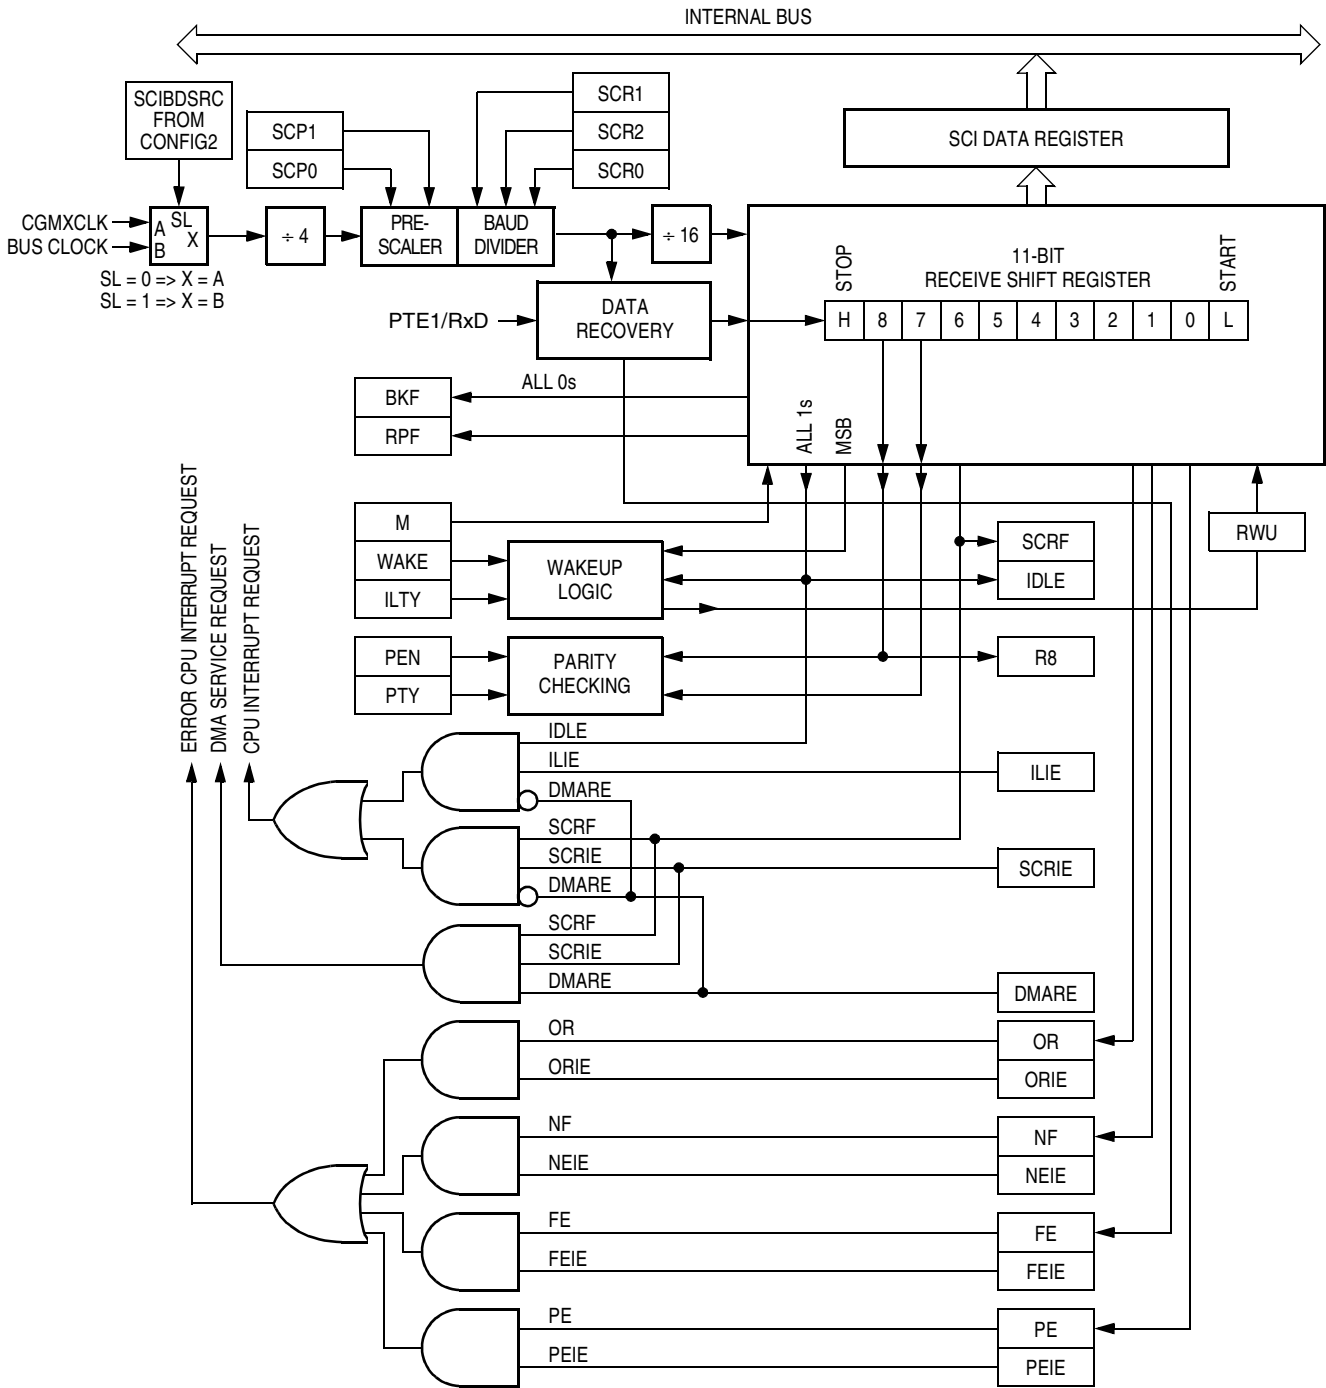 INTERNAL BUS
SCIBDSRC
FROM
CONFIG2
SCP1
SCP0
SCR1
SCR2
SCR0
SCI DATA REGISTER
CGMXCLK
BUS CLOCK
A
B
SL
X
SL = 0 => X = A
SL = 1 => X = B
÷ 4
PRE-
SCALER
BAUD
DIVIDER
÷ 16
DATA
RECOVERY
PTE1/RxD
11-BIT
RECEIVE SHIFT REGISTER
STOP
START
H 8 7 6 5 4 3 2 1 0 L
ALL 0s
BKF
RPF
ALL 1s
MSB
M
WAKE
ILTY
WAKEUP
LOGIC
SCRF
IDLE
RWU
PEN
PTY
PARITY
CHECKING
R8
ERROR CPU INTERRUPT REQUEST
DMA SERVICE REQUEST
CPU INTERRUPT REQUEST
IDLE
ILIE
ILIE
DMARE
SCRF
SCRIE
SCRIE
DMARE
SCRF
SCRIE
DMARE
DMARE
OR
OR
ORIE
ORIE
NF
NF
NEIE
NEIE
FE
FE
FEIE
FEIE
PE
PE
PEIE
PEIE